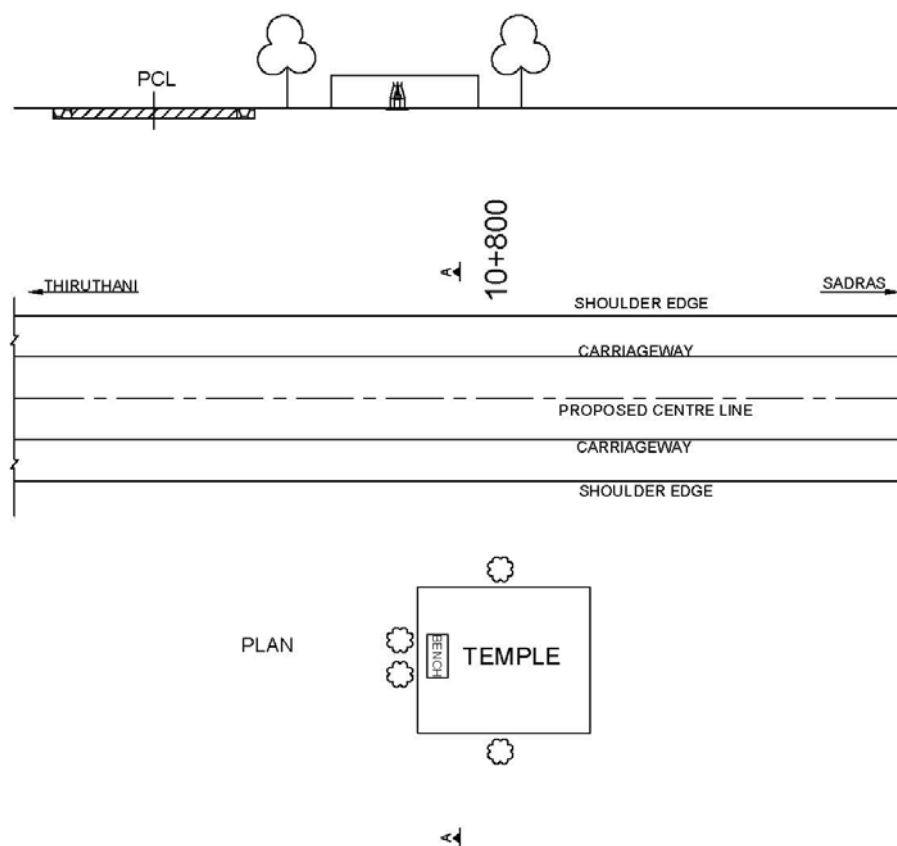 PCL
10+800
A
THIRUTHANI
SADRAS
SHOULDER EDGE
CARRIAGEWAY
PROPOSED CENTRE LINE
CARRIAGEWAY
SHOULDER EDGE
PLAN
BENCH
TEMPLE
A